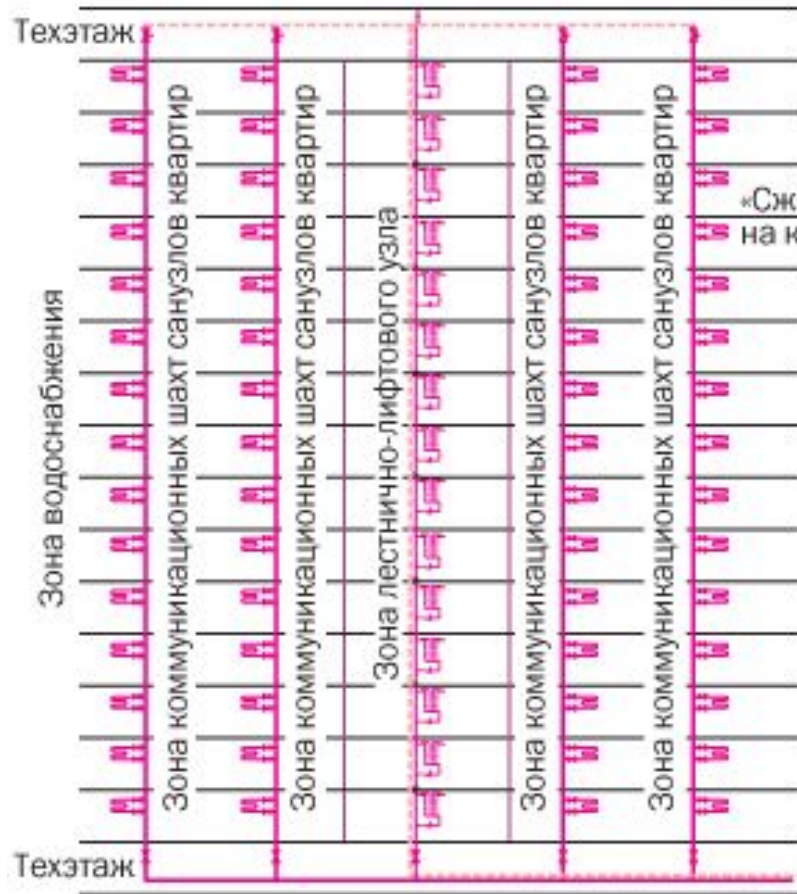 Техэтаж
Зона водоснабжения
Зона коммуникационных шахт санузлов квартир
Зона коммуникационных шахт санузлов квартир
Зона лестнично-лифтового узла
Зона коммуникационных шахт санузлов квартир
Зона коммуникационных шахт санузлов квартир
«Сж
на к
Техэтаж